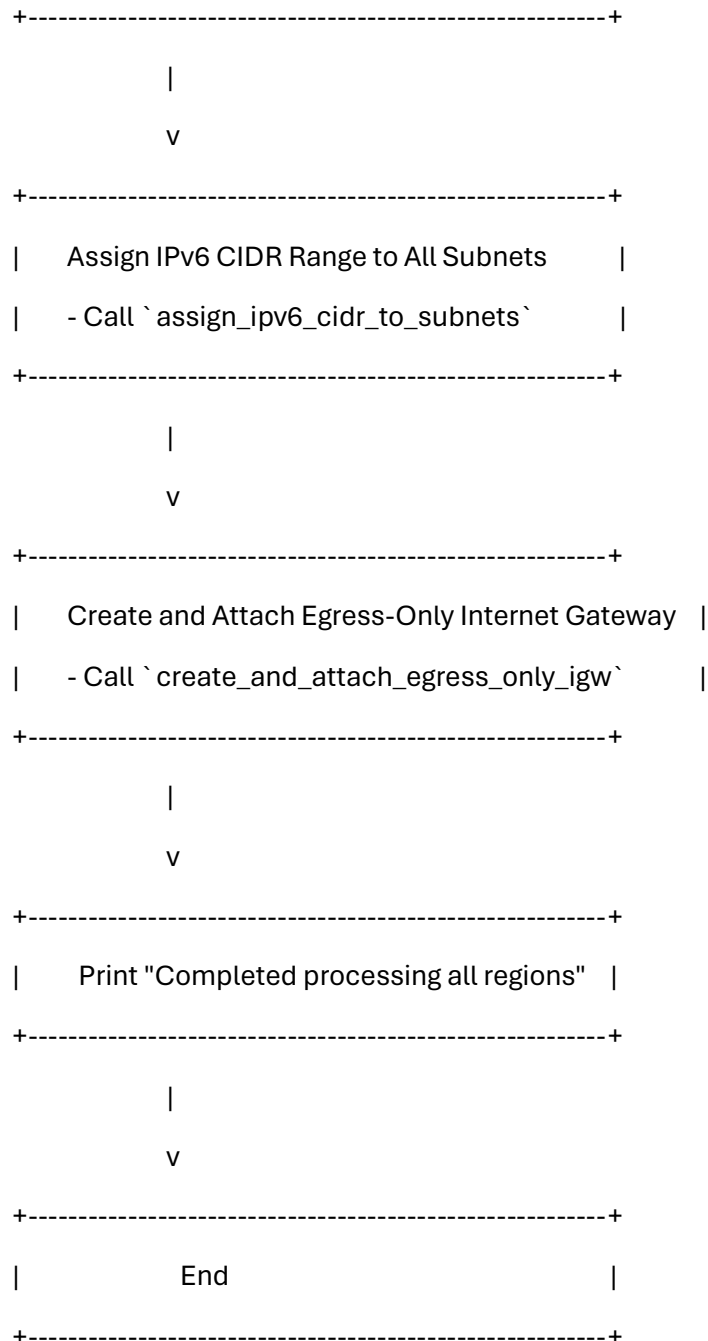 +----------------------------------------------------------+
|
v
+----------------------------------------------------------+
| Assign IPv6 CIDR Range to All Subnets |
| - Call `assign_ipv6_cidr_to_subnets` |
+----------------------------------------------------------+
|
v
+----------------------------------------------------------+
| Create and Attach Egress-Only Internet Gateway |
| - Call `create_and_attach_egress_only_igw` |
+----------------------------------------------------------+
|
v
+----------------------------------------------------------+
| Print "Completed processing all regions" |
+----------------------------------------------------------+
|
v
+----------------------------------------------------------+
| End |
+----------------------------------------------------------+